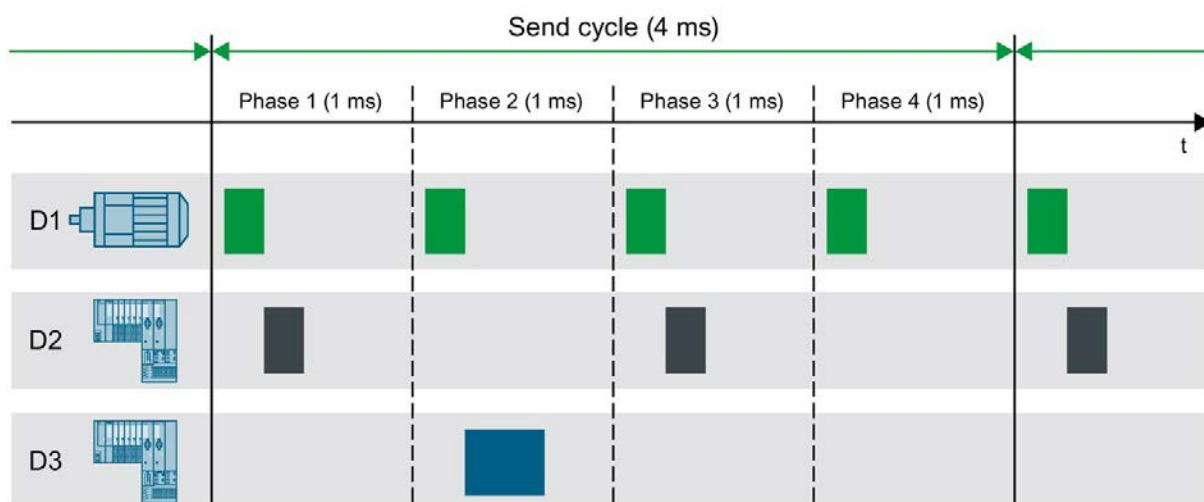 Send cycle (4 ms)
Phase 1 (1 ms) Phase 2 (1 ms) Phase 3 (1 ms) Phase 4 (1 ms)
t
D1
D2
D3